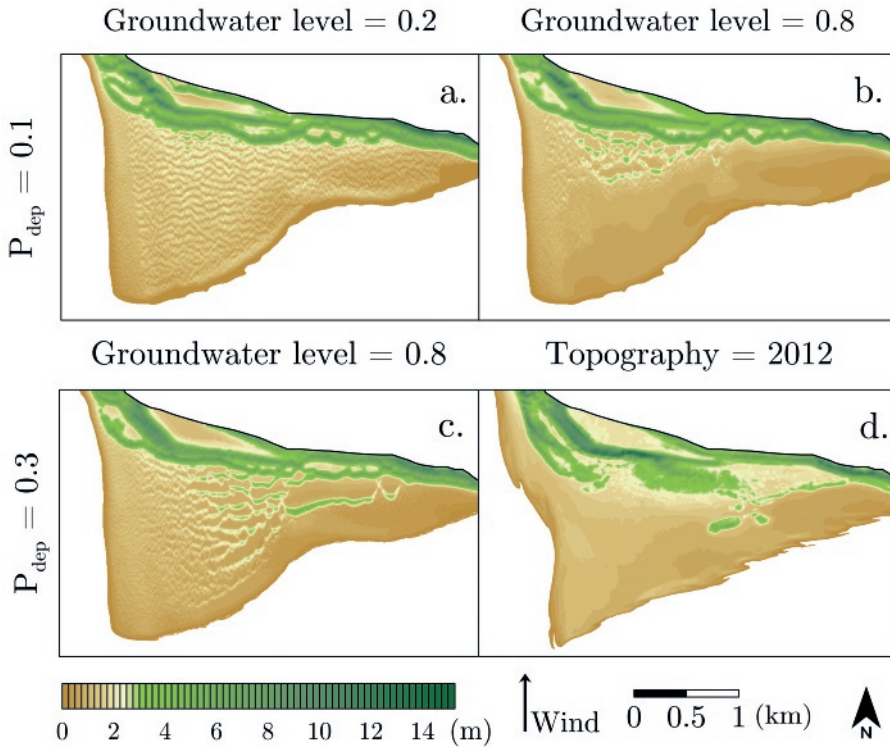 Groundwater level = 0.2
Groundwater level = 0.8
a.
b.
P_dep = 0.1
Groundwater level = 0.8
Topography = 2012
c.
d.
P_dep = 0.3
0 2 4 6 8 10 12 14 (m)
Wind
0 0.5 1 (km)
N